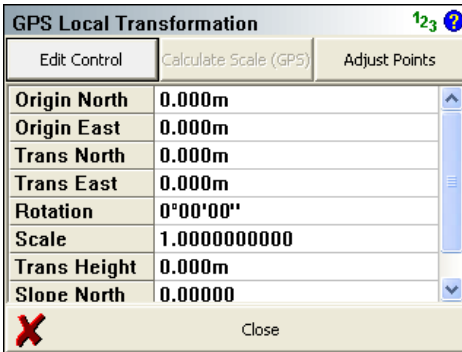 GPS Local Transformation 123 ?
Edit Control Calculate Scale (GPS) Adjust Points
Origin North 0.000m
Origin East 0.000m
Trans North 0.000m
Trans East 0.000m
Rotation 0°00'00''
Scale 1.0000000000
Trans Height 0.000m
Slope North 0.00000
Close